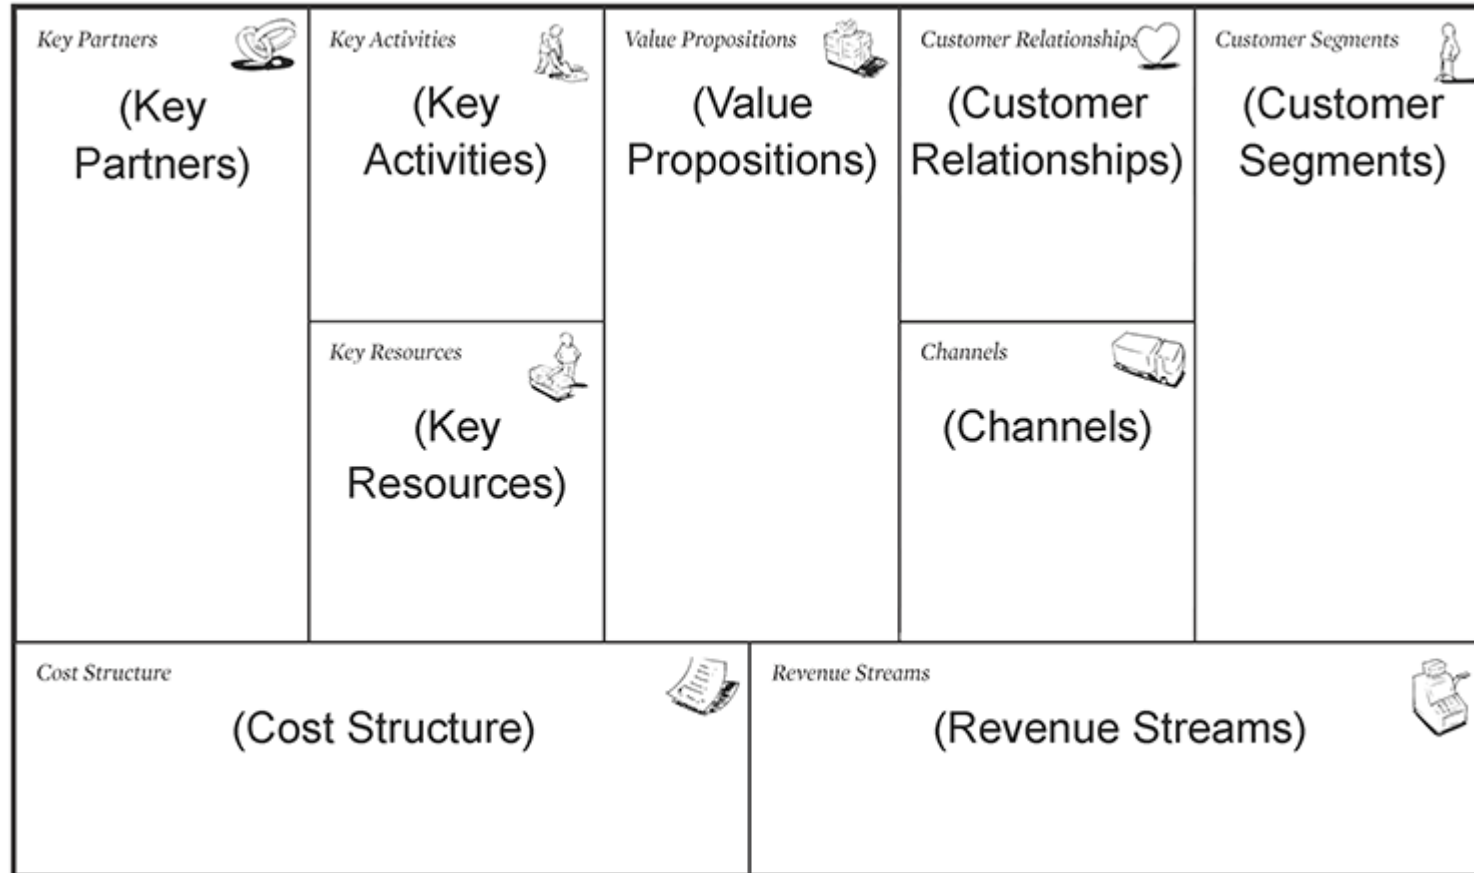 Key Partners
(Key
Partners)
Key Activities
(Key
Activities)
Key Resources
(Key
Resources)
Value Propositions
(Value
Propositions)
Customer Relationships
(Customer
Relationships)
Channels
(Channels)
Customer Segments
(Customer
Segments)
Cost Structure
(Cost Structure)
Revenue Streams
(Revenue Streams)